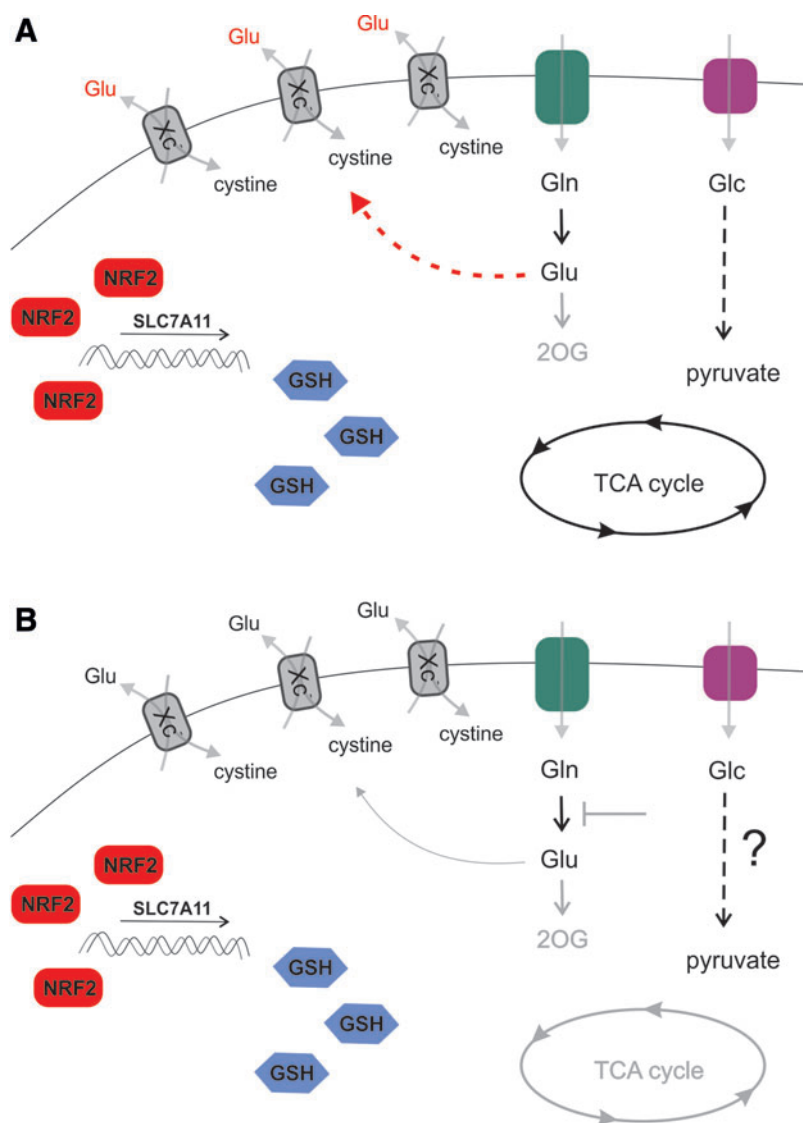 A
Glu
Glu
Glu
Xc-
Xc-
Xc-
cystine
cystine
cystine
Gln
Glc
Glu
2OG
pyruvate
NRF2
NRF2
NRF2
SLC7A11
GSH
GSH
GSH
TCA cycle
B
Glu
Glu
Glu
Xc-
Xc-
Xc-
cystine
cystine
cystine
Gln
Glc
Glu
?
2OG
pyruvate
NRF2
NRF2
NRF2
SLC7A11
GSH
GSH
GSH
TCA cycle